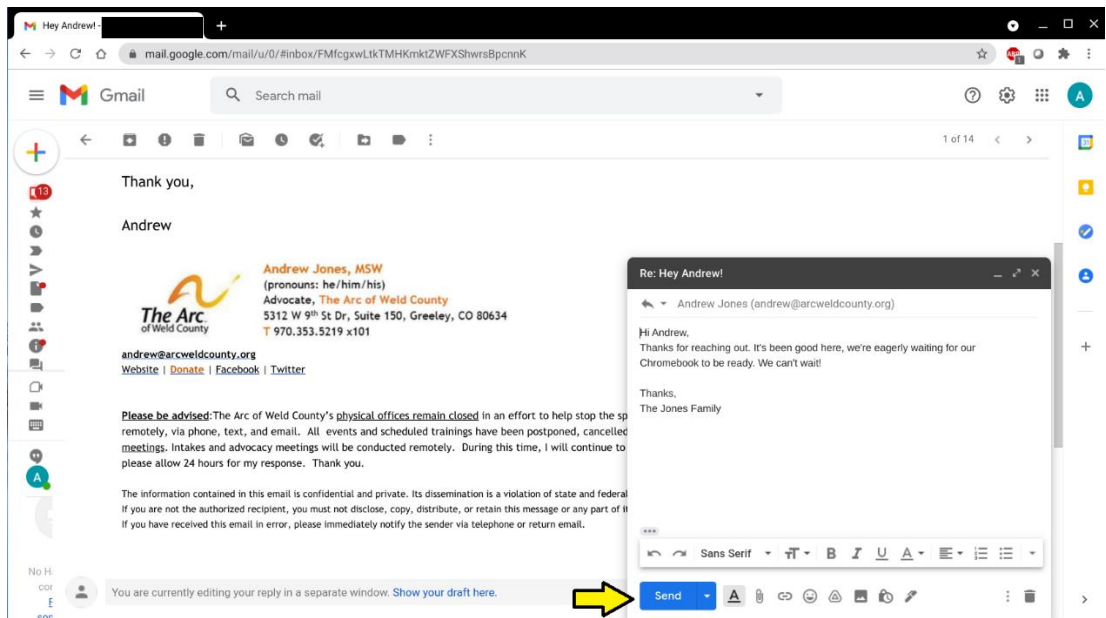 Hey Andrew! -
mail.google.com/mail/u/0/#inbox/FMfcgxwLtkTMHKmktZWFXShwrsBpcnnK
ABP
1
Gmail
Search mail
A
1 of 14
31
13
Thank you,
Andrew
The Arc
of Weld County
Andrew Jones, MSW
(pronouns: he/him/his)
Advocate, The Arc of Weld County
5312 W 9th St Dr, Suite 150, Greeley, CO 80634
T 970.353.5219 x101
andrew@arcweldcounty.org
Website | Donate | Facebook | Twitter
Please be advised:The Arc of Weld County's physical offices remain closed in an effort to help stop the sp
remotely, via phone, text, and email. All events and scheduled trainings have been postponed, cancelled
meetings. Intakes and advocacy meetings will be conducted remotely. During this time, I will continue to
please allow 24 hours for my response. Thank you.
The information contained in this email is confidential and private. Its dissemination is a violation of state and federal
If you are not the authorized recipient, you must not disclose, copy, distribute, or retain this message or any part of it
If you have received this email in error, please immediately notify the sender via telephone or return email.
A
No H
cor
You are currently editing your reply in a separate window. Show your draft here.
Re: Hey Andrew!
Andrew Jones (andrew@arcweldcounty.org)
Hi Andrew,
Thanks for reaching out. It's been good here, we're eagerly waiting for our
Chromebook to be ready. We can't wait!
Thanks,
The Jones Family
Sans Serif
B I U A
Send
A